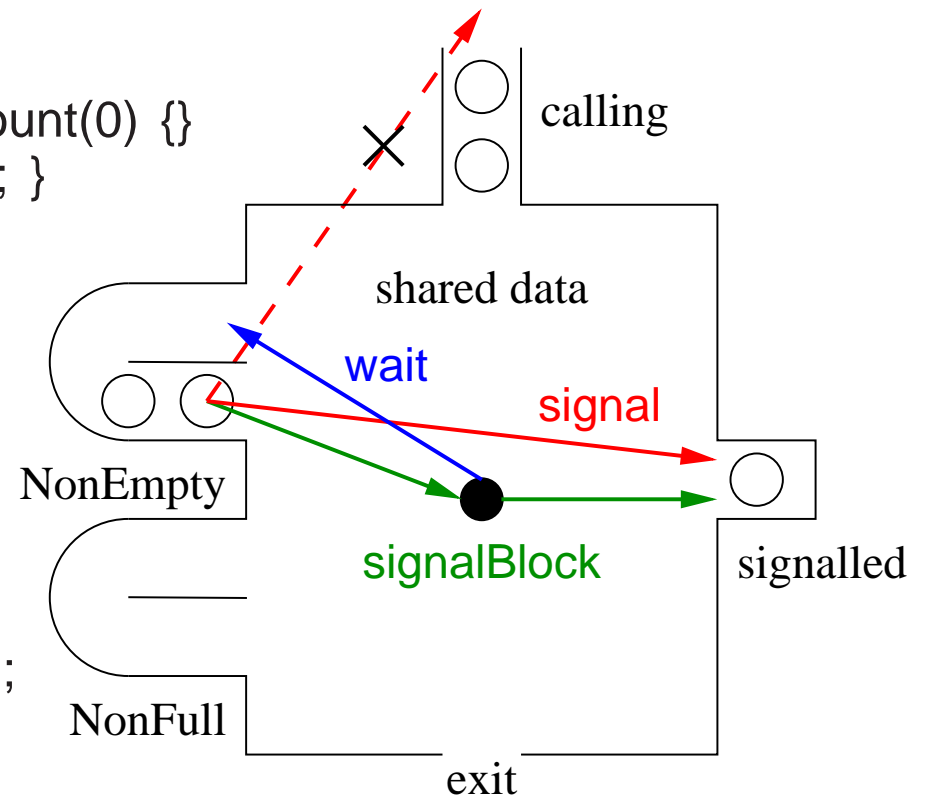 ount(0) {}
; }
calling
shared data
wait
signal
NonEmpty
signalBlock
signalled
;
NonFull
exit